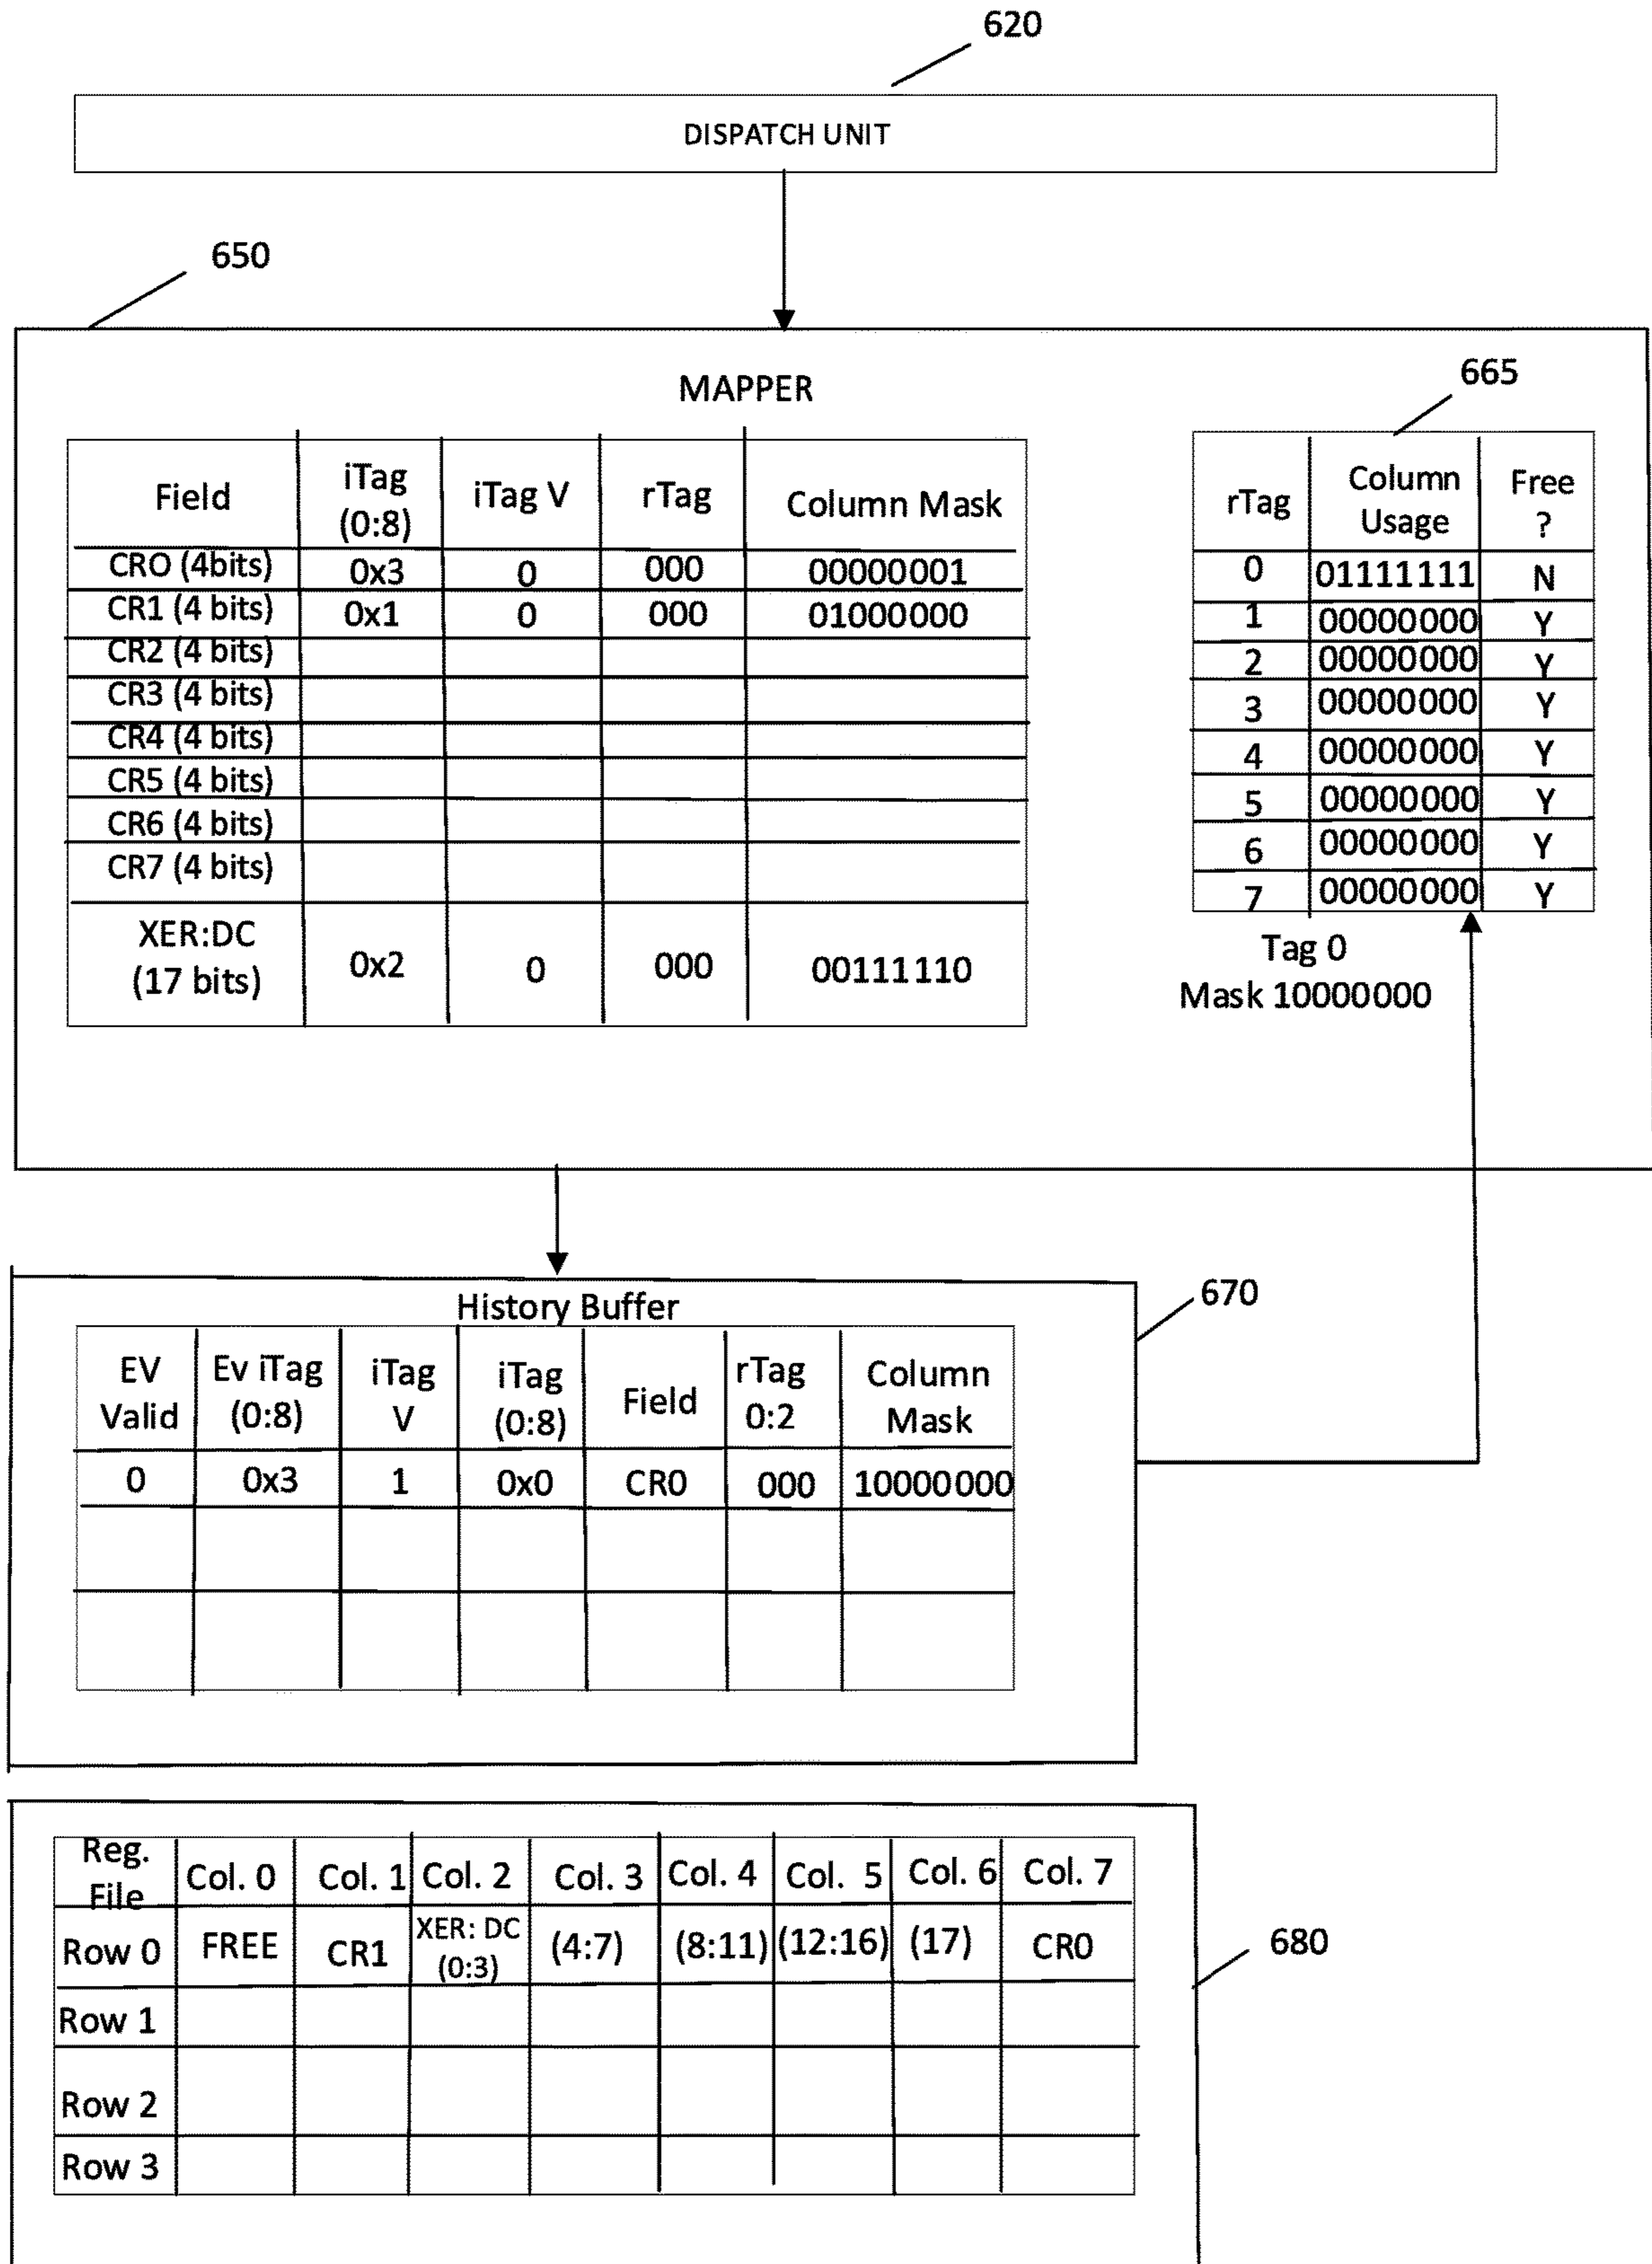 620
DISPATCH UNIT
650
MAPPER
665
Field iTag (0:8) iTag V rTag Column Mask
CRO (4bits) 0x3 0 000 00000001
CR1 (4 bits) 0x1 0 000 01000000
CR2 (4 bits)
CR3 (4 bits)
CR4 (4 bits)
CR5 (4 bits)
CR6 (4 bits)
CR7 (4 bits)
XER:DC (17 bits) 0x2 0 000 00111110
rTag Column Usage Free ?
0 01111111 N
1 00000000 Y
2 00000000 Y
3 00000000 Y
4 00000000 Y
5 00000000 Y
6 00000000 Y
7 00000000 Y
Tag 0
Mask 10000000
670
History Buffer
EV Valid Ev iTag (0:8) iTag V iTag (0:8) Field rTag 0:2 Column Mask
0 0x3 1 0x0 CR0 000 10000000
680
Reg. File Col. 0 Col. 1 Col. 2 Col. 3 Col. 4 Col. 5 Col. 6 Col. 7
Row 0 FREE CR1 XER: DC (0:3) (4:7) (8:11) (12:16) (17) CR0
Row 1
Row 2
Row 3